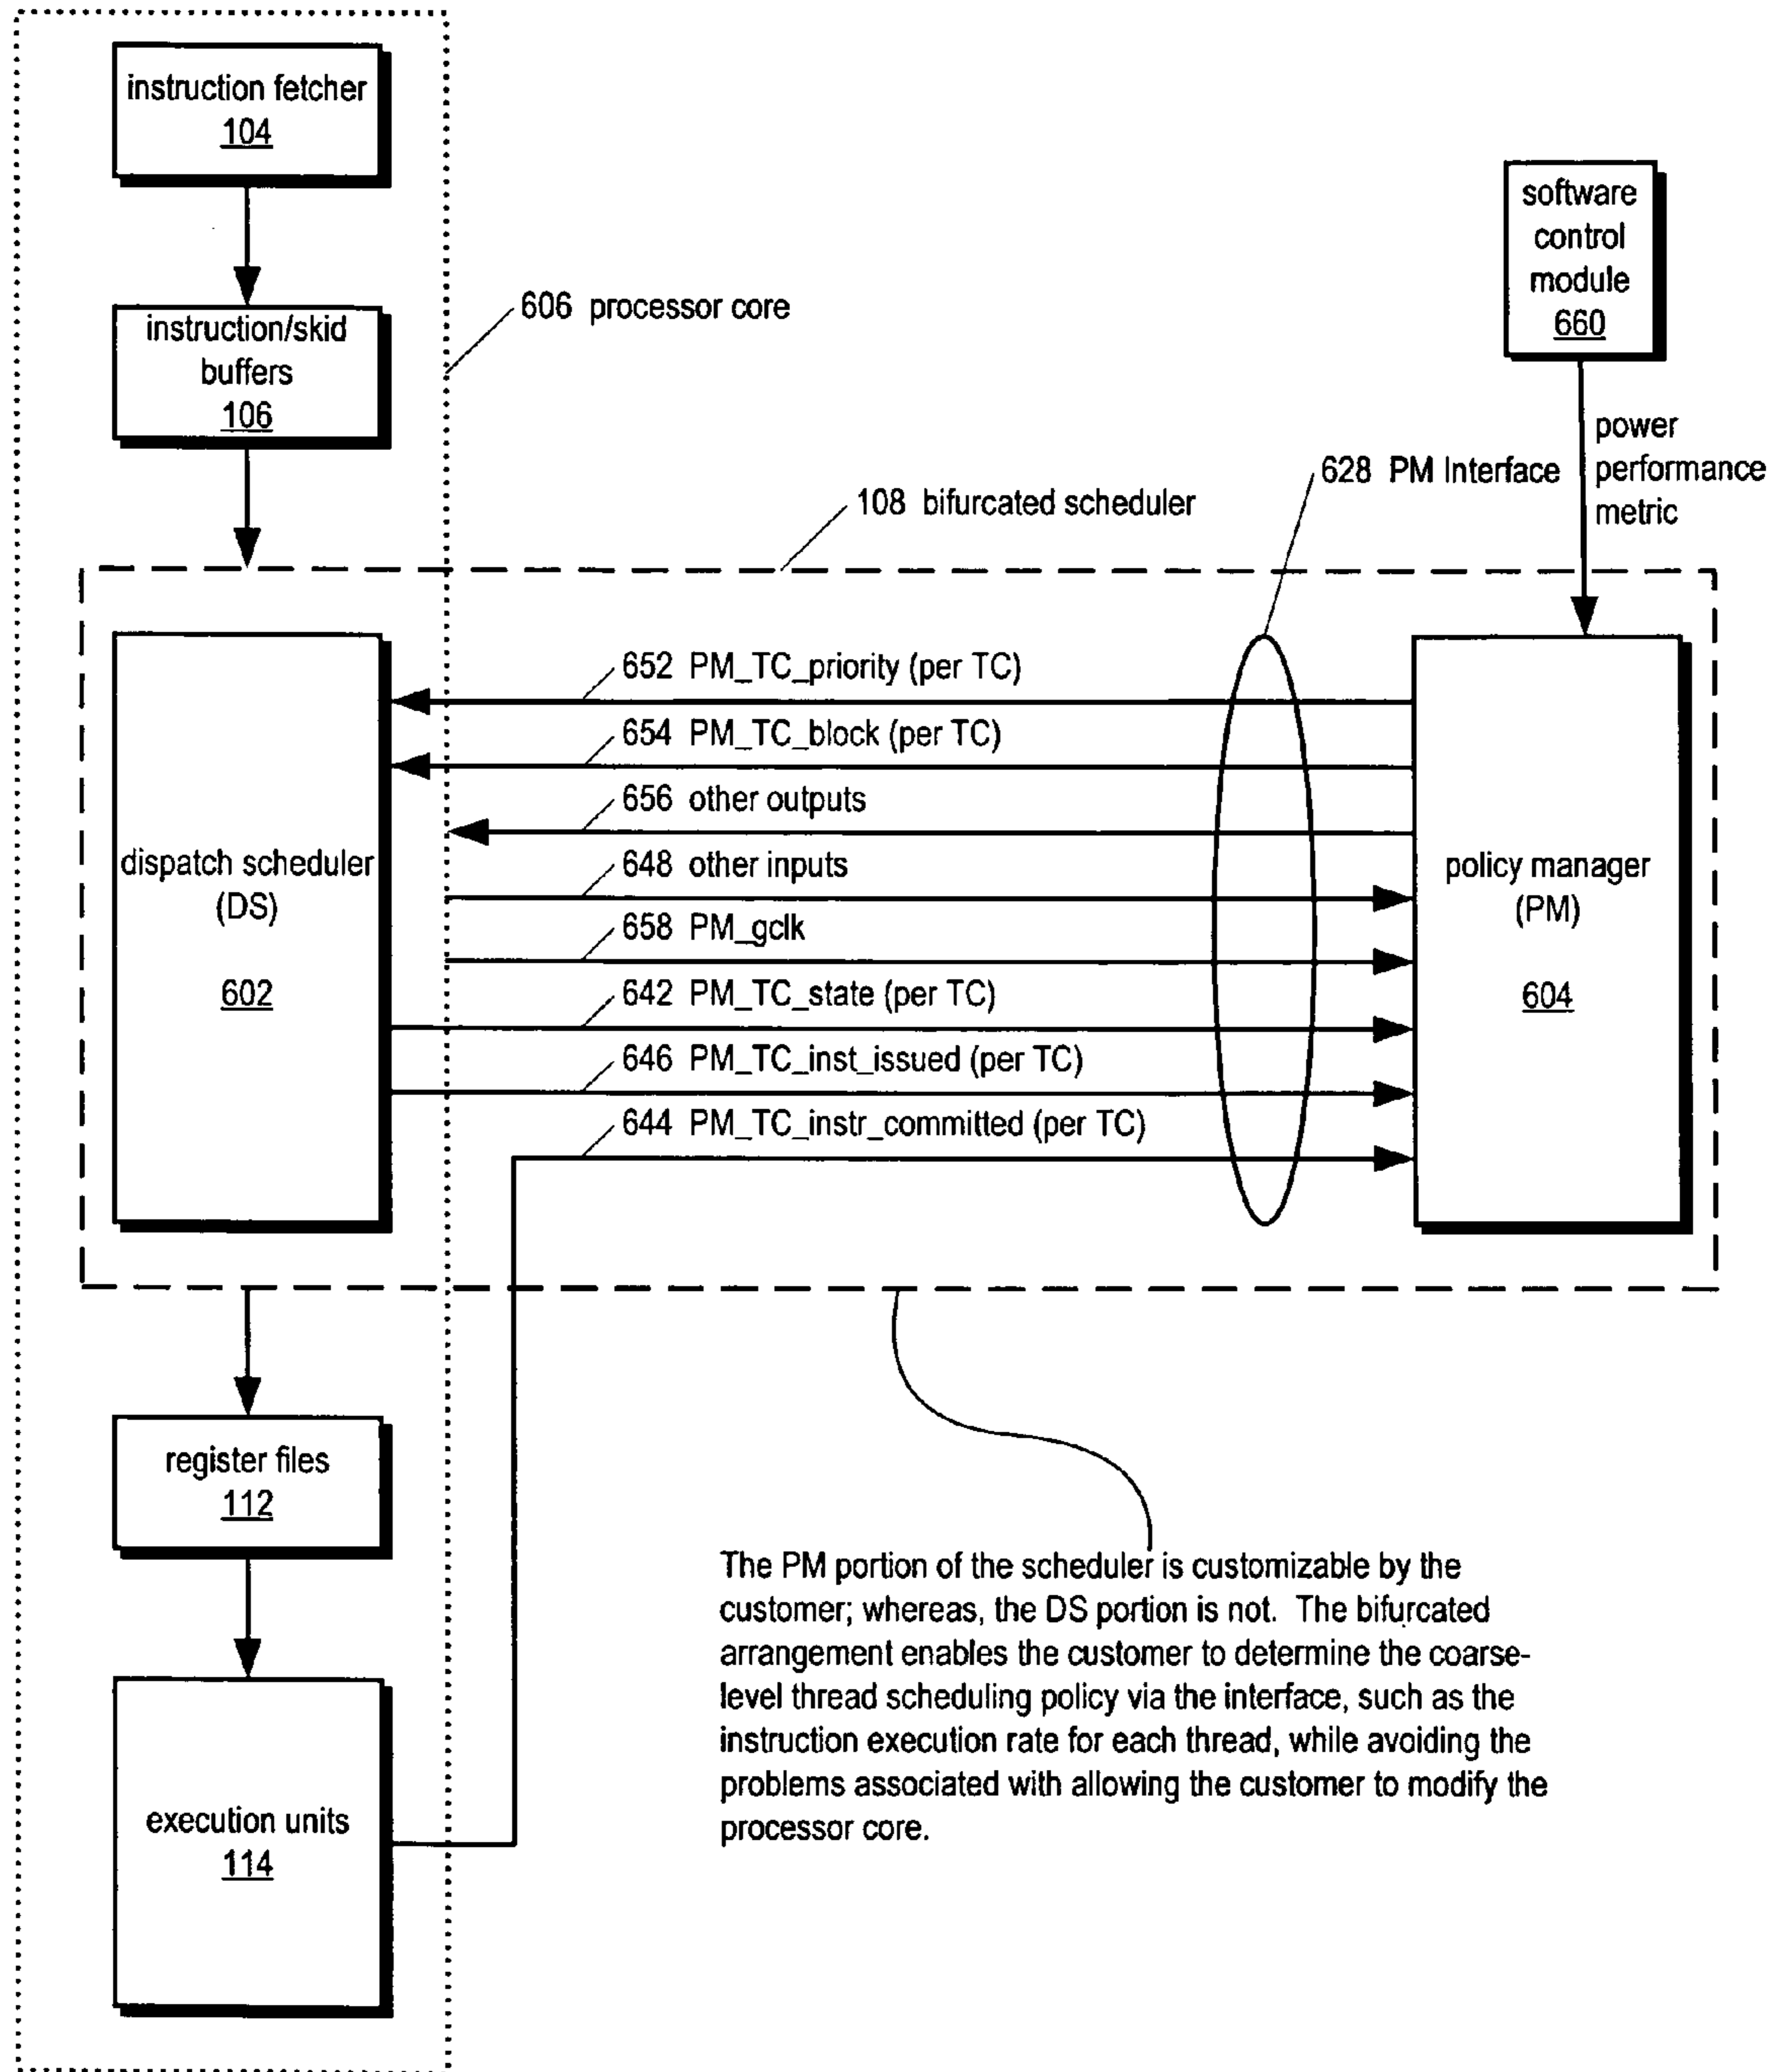 instruction fetcher
104
software
control
module
660
instruction/skid
buffers
106
606 processor core
power
performance
metric
628 PM Interface
108 bifurcated scheduler
652 PM_TC_priority (per TC)
654 PM_TC_block (per TC)
656 other outputs
648 other inputs
658 PM_gclk
642 PM_TC_state (per TC)
646 PM_TC_inst_issued (per TC)
644 PM_TC_instr_committed (per TC)
dispatch scheduler
(DS)
602
policy manager
(PM)
604
register files
112
execution units
114
The PM portion of the scheduler is customizable by the
customer; whereas, the DS portion is not. The bifurcated
arrangement enables the customer to determine the coarse-
level thread scheduling policy via the interface, such as the
instruction execution rate for each thread, while avoiding the
problems associated with allowing the customer to modify the
processor core.